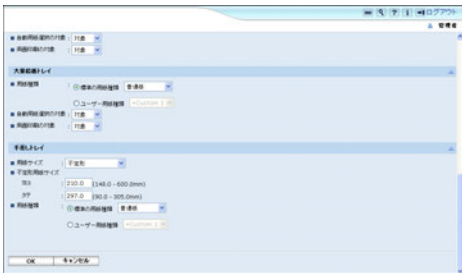 ログアウト
管理者
■ 自動用紙選択の対象 : 対象
■ 両面印刷の対象 : 対象
大量給紙トレイ
■ 用紙種類 : 標準の用紙種類 普通紙
ユーザー用紙種類 *Custom 1
■ 自動用紙選択の対象 : 対象
■ 両面印刷の対象 : 対象
手差しトレイ
■ 用紙サイズ : 不定形
■ 不定形用紙サイズ
ヨコ : 210.0 (148.0 - 600.0mm)
タテ : 297.0 (90.0 - 305.0mm)
■ 用紙種類 : 標準の用紙種類 普通紙
ユーザー用紙種類 *Custom 1
OK キャンセル